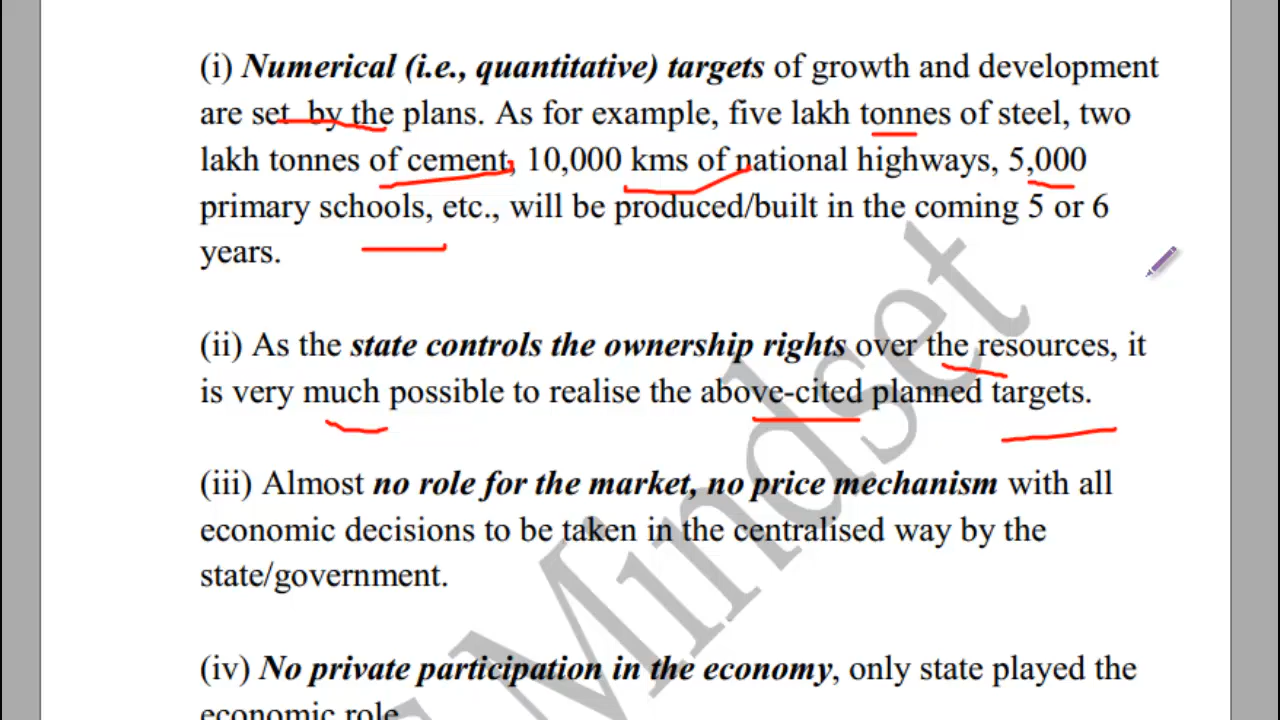 (i) Numerical (i.e., quantitative) targets of growth and development
are set by the plans. As for example, five lakh tonnes of steel, two
lakh tonnes of cement, 10,000 kms of national highways, 5,000
primary schools, etc., will be produced/built in the coming 5 or 6
years.
(ii) As the state controls the ownership rights over the resources, it
is very much possible to realise the above-cited planned targets.
(iii) Almost no role for the market, no price mechanism with all
economic decisions to be taken in the centralised way by the
state/government.
(iv) No private participation in the economy, only state played the
economic role.
Mindset